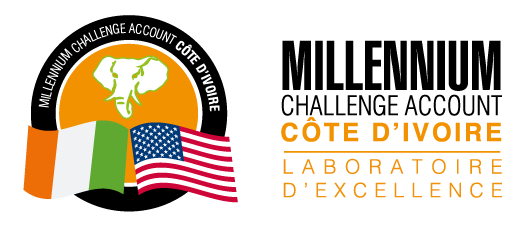 MILLENNIUM CHALLENGE ACCOUNT CÔTE D'IVOIRE
MILLENNIUM
CHALLENGE ACCOUNT
CÔTE D'IVOIRE
LABORATOIRE
D'EXCELLENCE